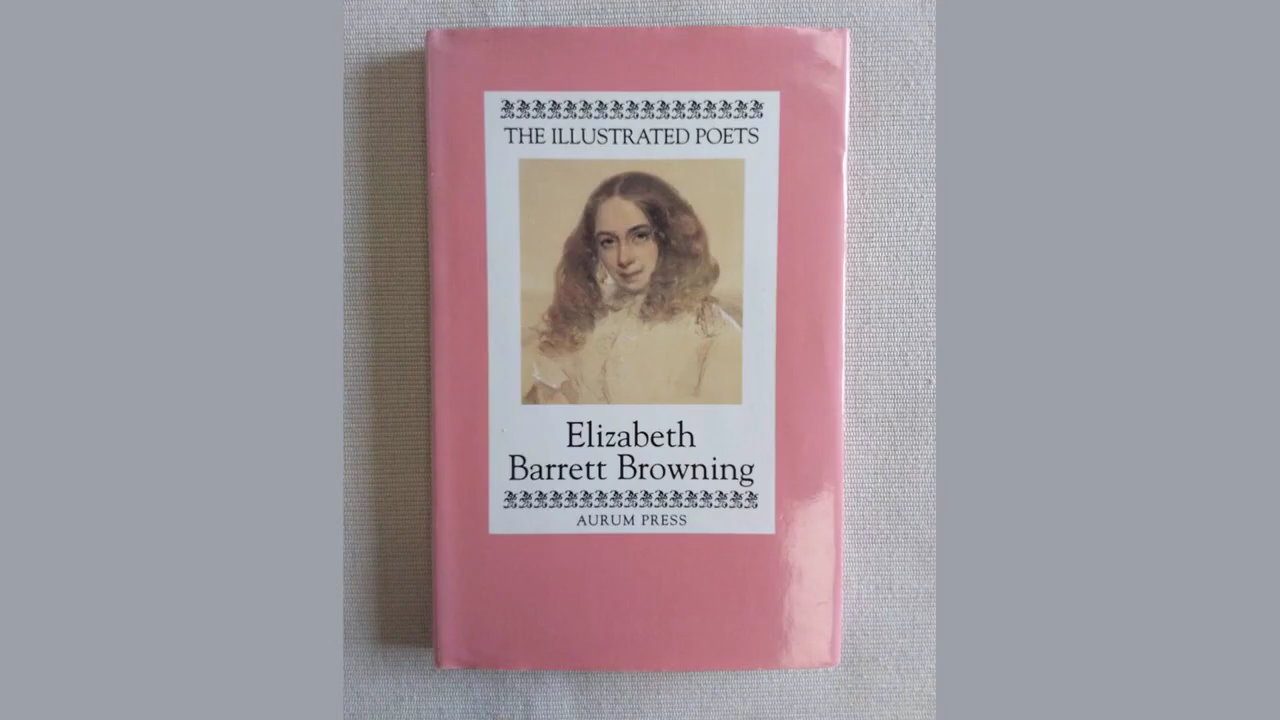 THE ILLUSTRATED POETS
Elizabeth
Barrett Browning
AURUM PRESS